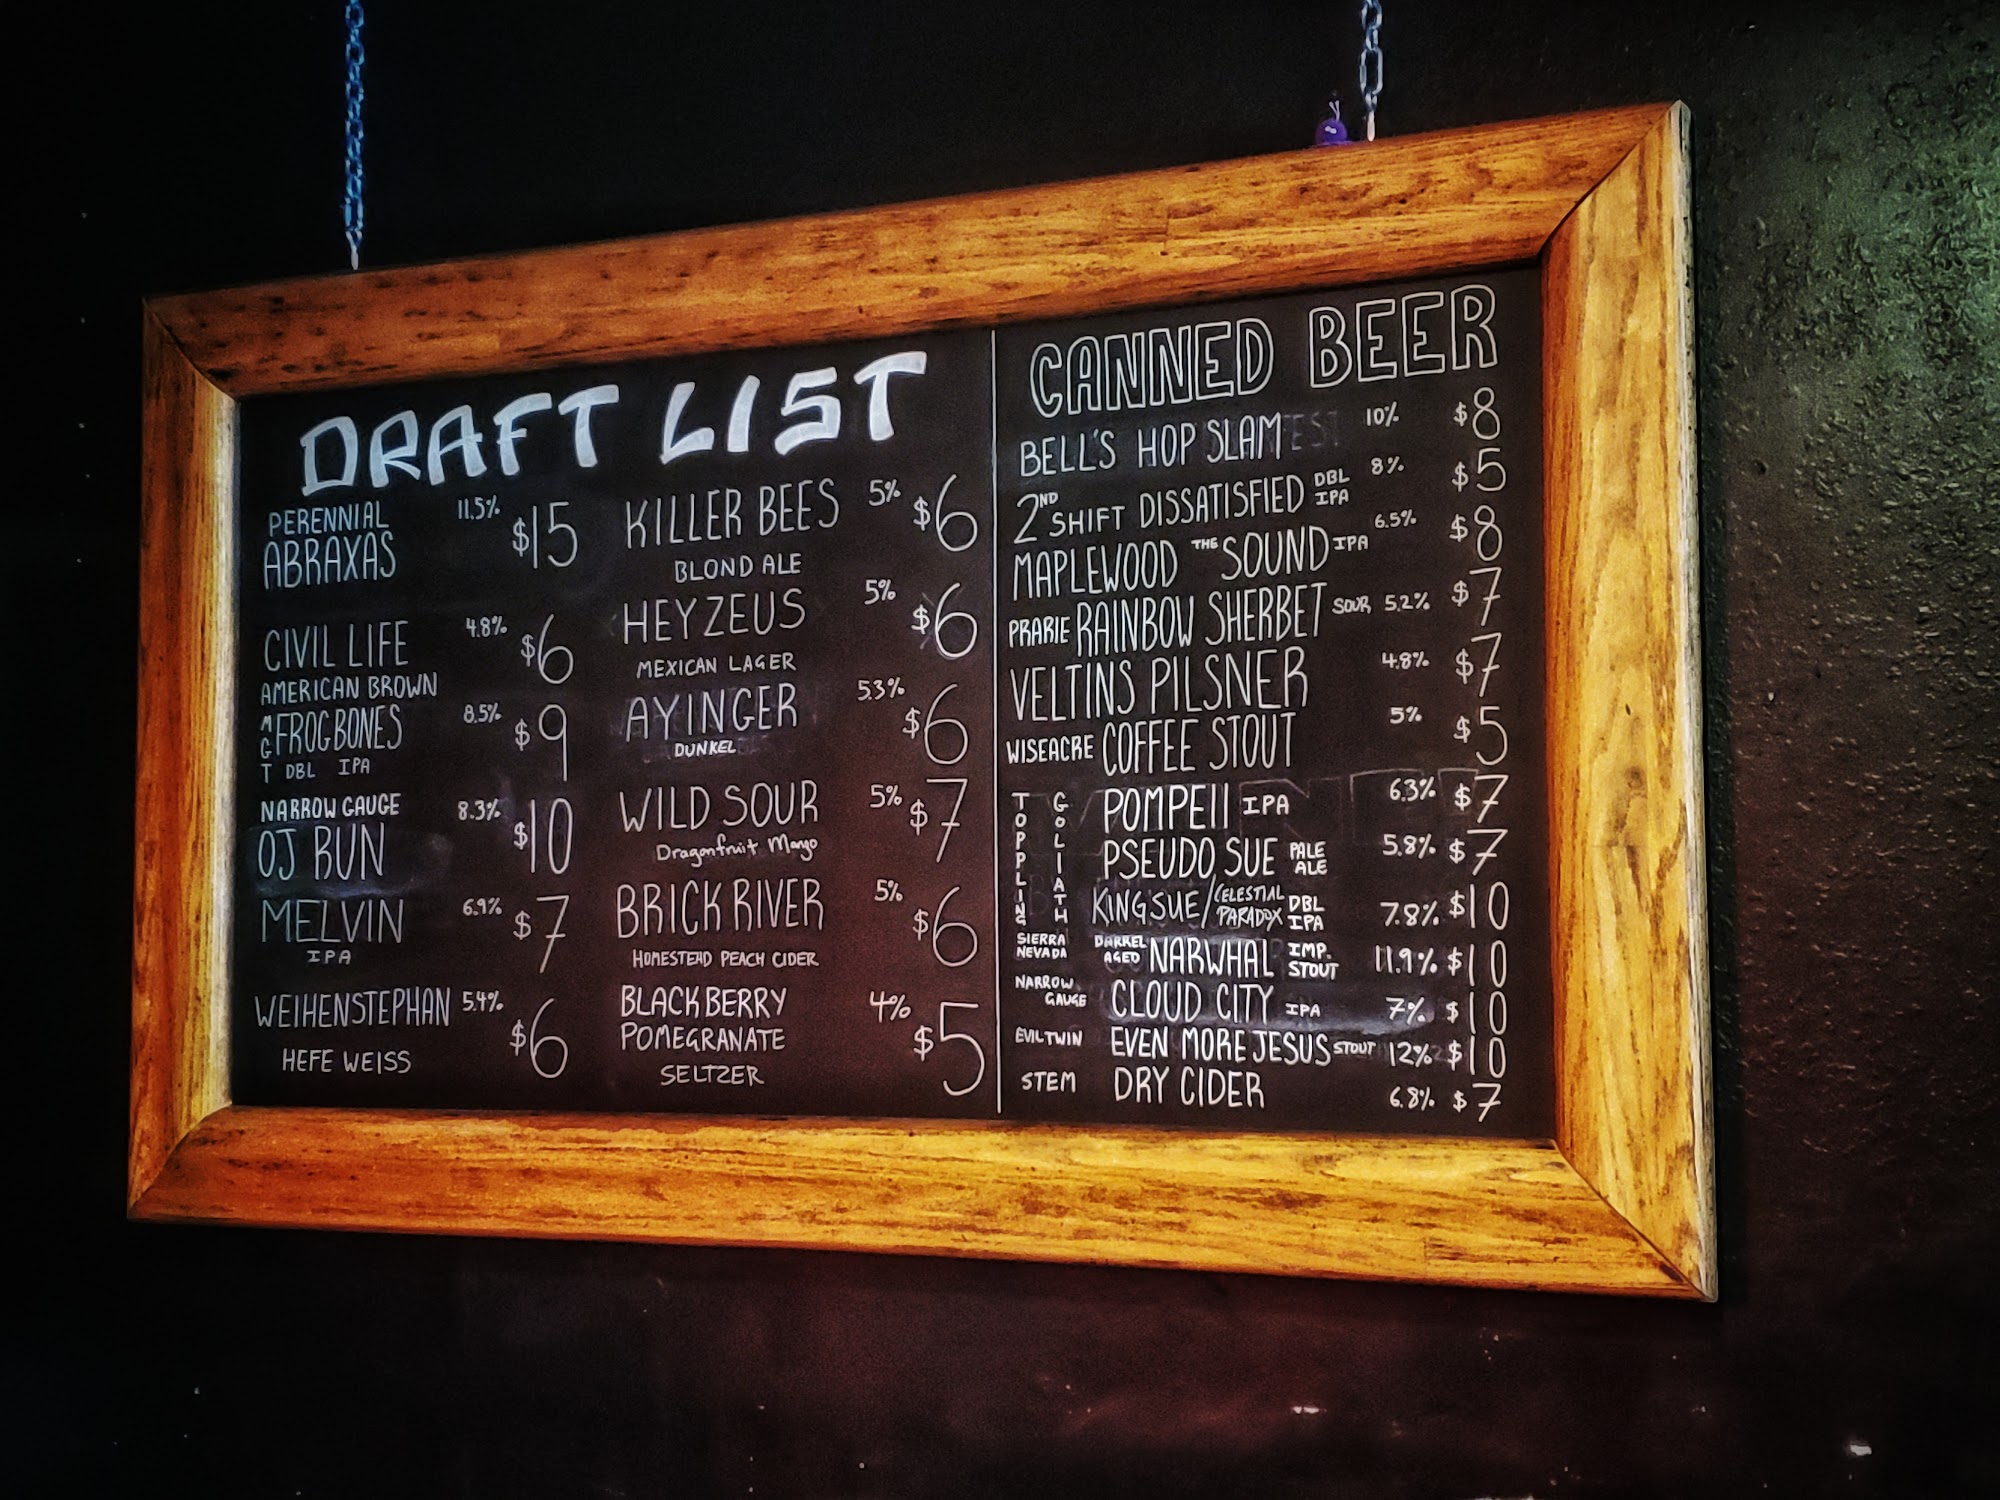 DRAFT LIST
PERENNIAL 11.5% $15
ABRAXAS
CIVIL LIFE 4.8% $6
AMERICAN BROWN
FROGBONES 8.5% $9
DBL IPA
NARROW GAUGE 8.3% $10
OJ RUN
MELVIN 6.9% $7
IPA
WEIHENSTEPHAN 5.4% $6
HEFE WEISS
KILLER BEES 5% $6
BLOND ALE
HEYZEUS 5% $6
MEXICAN LAGER
AYINGER 5.3% $6
DUNKEL
WILD SOUR 5% $7
Dragonfruit Mango
BRICK RIVER 5% $6
HOMESTEAD PEACH CIDER
BLACKBERRY 4% $5
POMEGRANATE
SELTZER
CANNED BEER
BELL'S HOP SLAM 10% $8
2ND SHIFT DISSATISFIED DBL IPA 8% $5
MAPLEWOOD THE SOUND IPA 6.5% $8
PRARIE RAINBOW SHERBET SOUR 5.2% $7
VELTINS PILSNER 4.8% $7
WISEACRE COFFEE STOUT 5% $5
TOPPLING GOLIATH
POMPEII IPA 6.3% $7
PSEUDO SUE PALE ALE 5.8% $7
KING SUE/CELESTIAL PARADOX DBL IPA 7.8% $10
SIERRA NEVADA BARREL AGED NARWHAL IMP. STOUT 11.9% $10
NARROW GAUGE CLOUD CITY IPA 7% $10
EVIL TWIN EVEN MORE JESUS STOUT 12% $10
STEM DRY CIDER 6.8% $7